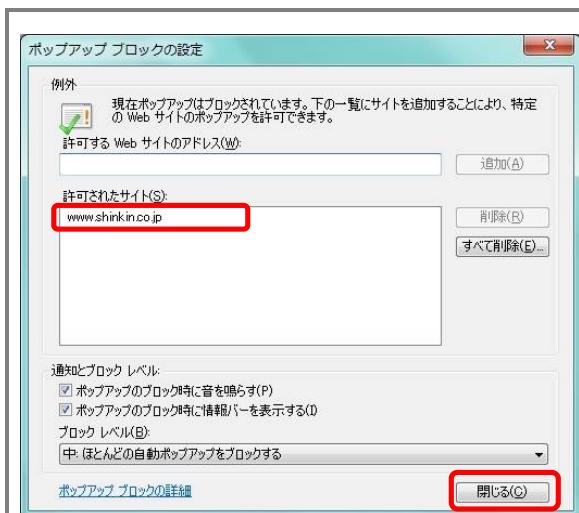 ポップアップ ブロックの設定
例外
現在ポップアップはブロックされています。下の一覧にサイトを追加することにより、特定
の Web サイトのポップアップを許可できます。
許可する Web サイトのアドレス(W):
追加(A)
許可されたサイト(S):
www.shinkin.co.jp
削除(R)
すべて削除(E)...
通知とブロック レベル:
ポップアップのブロック時に音を鳴らす(P)
ポップアップのブロック時に情報バーを表示する(I)
ブロック レベル(B):
中: ほとんどの自動ポップアップをブロックする
ポップアップ ブロックの詳細
閉じる(C)